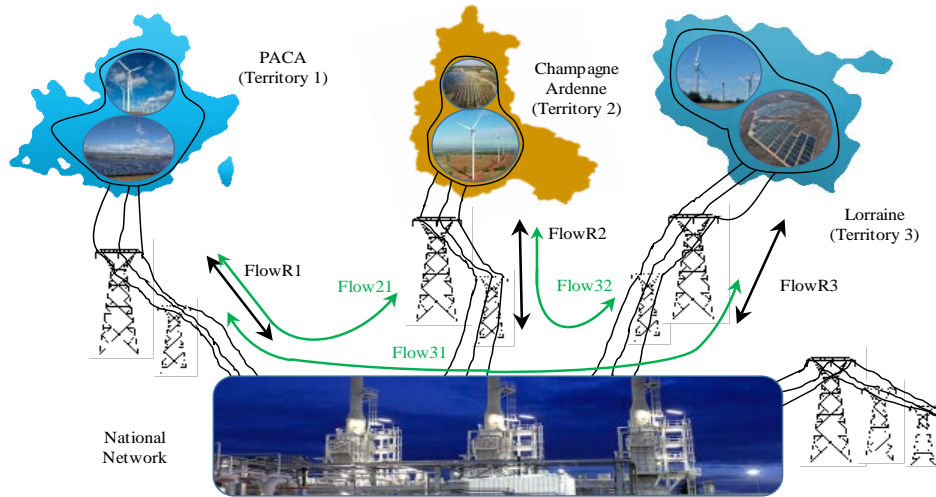 PACA
(Territory 1)
Champagne
Ardenne
(Territory 2)
Lorraine
(Territory 3)
FlowR1
Flow21
FlowR2
Flow32
FlowR3
Flow31
National
Network